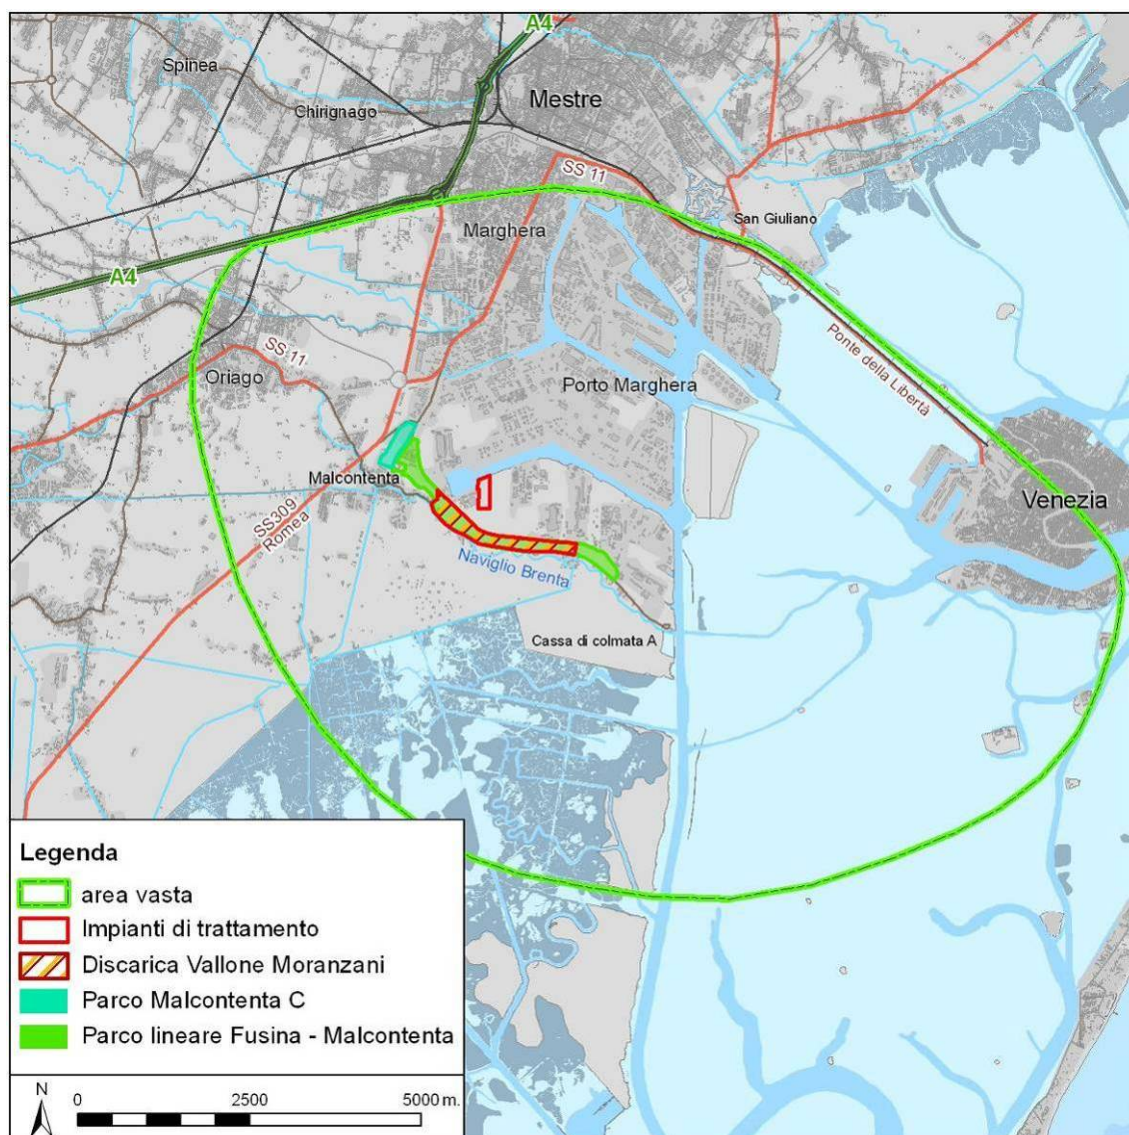 A4
Spinea
Mestre
Chirignago
SS 11
San Giuliano
Marghera
A4
SS 11
Oriago
Porto Marghera
Ponte della Libertà
Malcontenta
Venezia
SS309
Romea
Naviglio Brenta
Cassa di colmata A
Legenda
area vasta
Impianti di trattamento
Discarica Vallone Moranzani
Parco Malcontenta C
Parco lineare Fusina - Malcontenta
N
0 2500 5000 m.